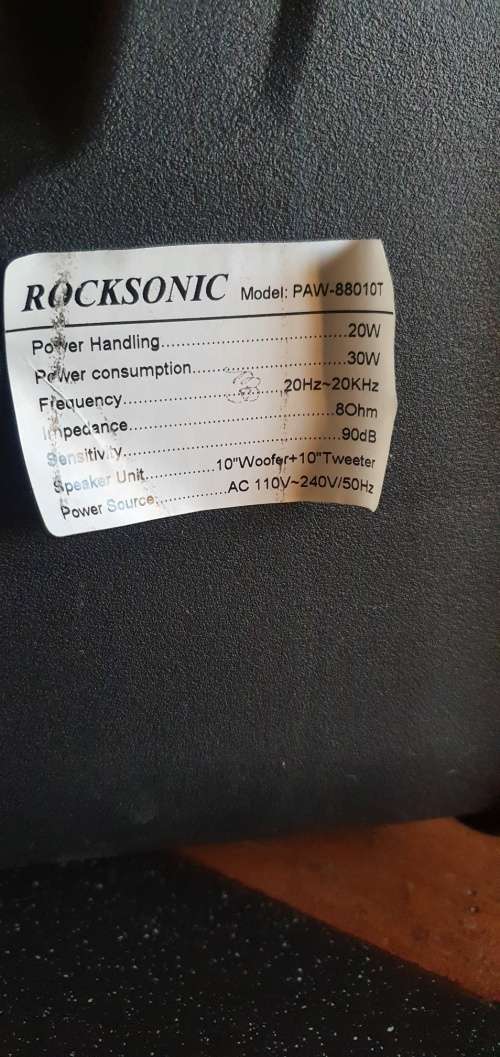 ROCKSONIC Model: PAW-88010T
Power Handling..............................20W
Power consumption.........................30W
Frequency..........................20Hz~20KHz
Impedance...................................8Ohm
Sensitivity....................................90dB
Speaker Unit............10"Woofer+10"Tweeter
Power Source............AC 110V~240V/50Hz